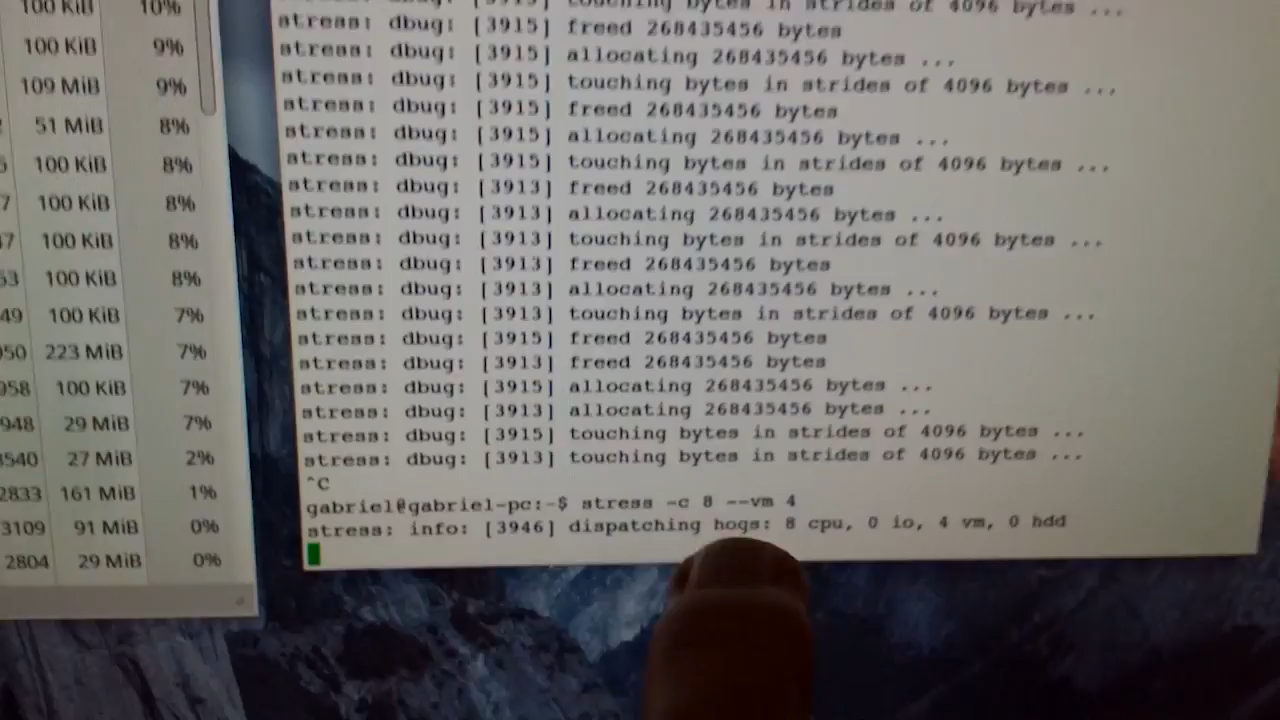 100 KiB 10%
100 KiB 9%
109 MiB 9%
51 MiB 8%
100 KiB 8%
7 100 KiB 8%
47 100 KiB 8%
53 100 KiB 8%
49 100 KiB 7%
950 223 MiB 7%
958 100 KiB 7%
948 29 MiB 7%
3540 27 MiB 2%
2833 161 MiB 1%
3109 91 MiB 0%
2804 29 MiB 0%
stress: dbug: [3915] touching bytes in strides of 4096 bytes ...
stress: dbug: [3915] freed 268435456 bytes
stress: dbug: [3915] allocating 268435456 bytes ...
stress: dbug: [3915] touching bytes in strides of 4096 bytes ...
stress: dbug: [3915] freed 268435456 bytes
stress: dbug: [3915] allocating 268435456 bytes ...
stress: dbug: [3915] touching bytes in strides of 4096 bytes ...
stress: dbug: [3913] freed 268435456 bytes
stress: dbug: [3913] allocating 268435456 bytes ...
stress: dbug: [3913] touching bytes in strides of 4096 bytes ...
stress: dbug: [3913] freed 268435456 bytes
stress: dbug: [3913] allocating 268435456 bytes ...
stress: dbug: [3913] touching bytes in strides of 4096 bytes ...
stress: dbug: [3915] freed 268435456 bytes
stress: dbug: [3913] freed 268435456 bytes
stress: dbug: [3915] allocating 268435456 bytes ...
stress: dbug: [3913] allocating 268435456 bytes ...
stress: dbug: [3915] touching bytes in strides of 4096 bytes ...
stress: dbug: [3913] touching bytes in strides of 4096 bytes ...
^C
gabriel@gabriel-pc:~$ stress -c 8 --vm 4
stress: info: [3946] dispatching hogs: 8 cpu, 0 io, 4 vm, 0 hdd